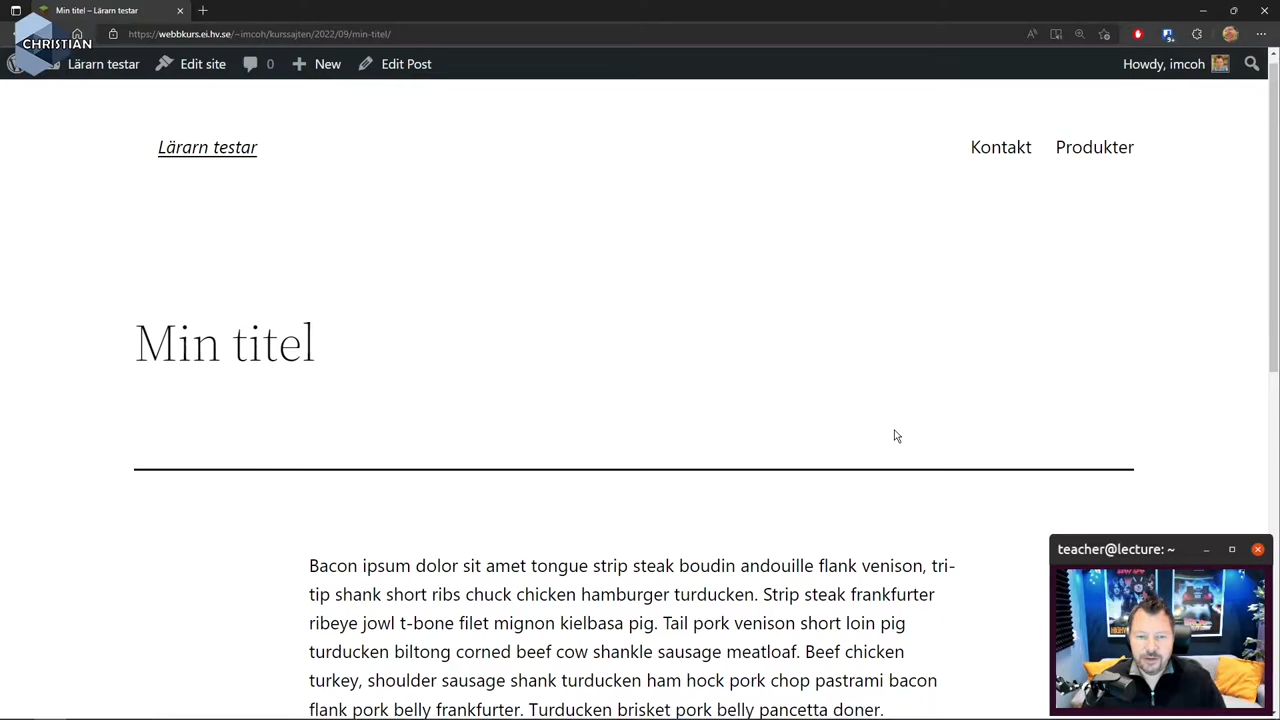 Min titel – Lärarn testar
https://webbkurs.ei.hv.se/~imcoh/kurssajten/2022/09/min-titel/
CHRISTIAN
Lärarn testar Edit site 0 New Edit Post Howdy, imcoh
Lärarn testar Kontakt Produkter
Min titel
Bacon ipsum dolor sit amet tongue strip steak boudin andouille flank venison, tri-
tip shank short ribs chuck chicken hamburger turducken. Strip steak frankfurter
ribeye jowl t-bone filet mignon kielbasa pig. Tail pork venison short loin pig
turducken biltong corned beef cow shankle sausage meatloaf. Beef chicken
turkey, shoulder sausage shank turducken ham hock pork chop pastrami bacon
flank pork belly frankfurter. Turducken brisket pork belly pancetta doner.
teacher@lecture: ~